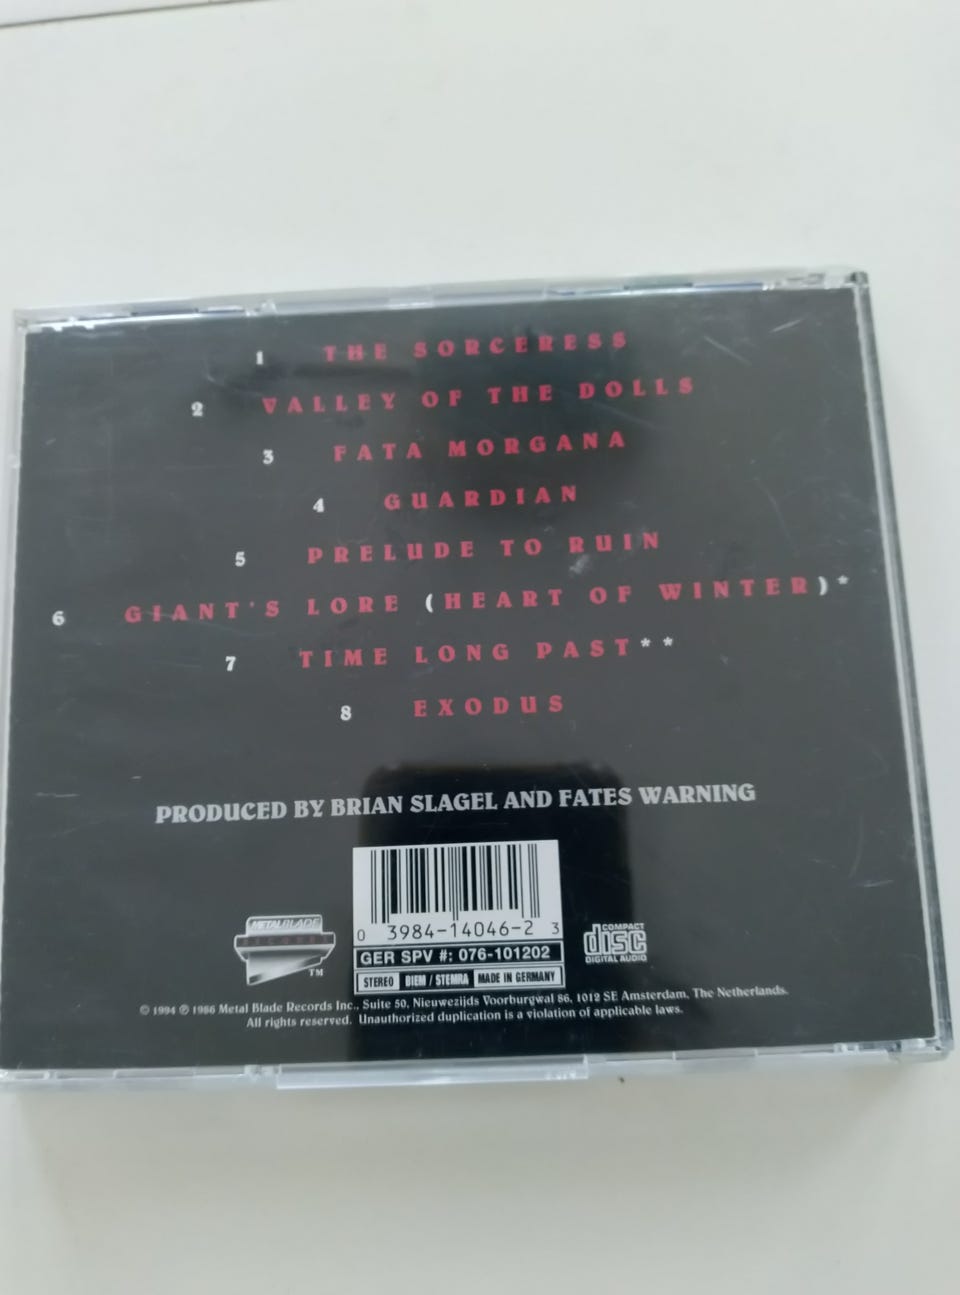 1 THE SORCERESS
2 VALLEY OF THE DOLLS
3 FATA MORGANA
4 GUARDIAN
5 PRELUDE TO RUIN
6 GIANT'S LORE (HEART OF WINTER)*
7 TIME LONG PAST**
8 EXODUS
PRODUCED BY BRIAN SLAGEL AND FATES WARNING
METAL BLADE
RECORDS
TM
0 3984-14046-2 3
GER SPV #: 076-101202
STEREO BIEM / STEMRA MADE IN GERMANY
COMPACT
disc
DIGITAL AUDIO
© 1994 ℗ 1986 Metal Blade Records Inc., Suite 50, Nieuwezijds Voorburgwal 86, 1012 SE Amsterdam, The Netherlands.
All rights reserved. Unauthorized duplication is a violation of applicable laws.